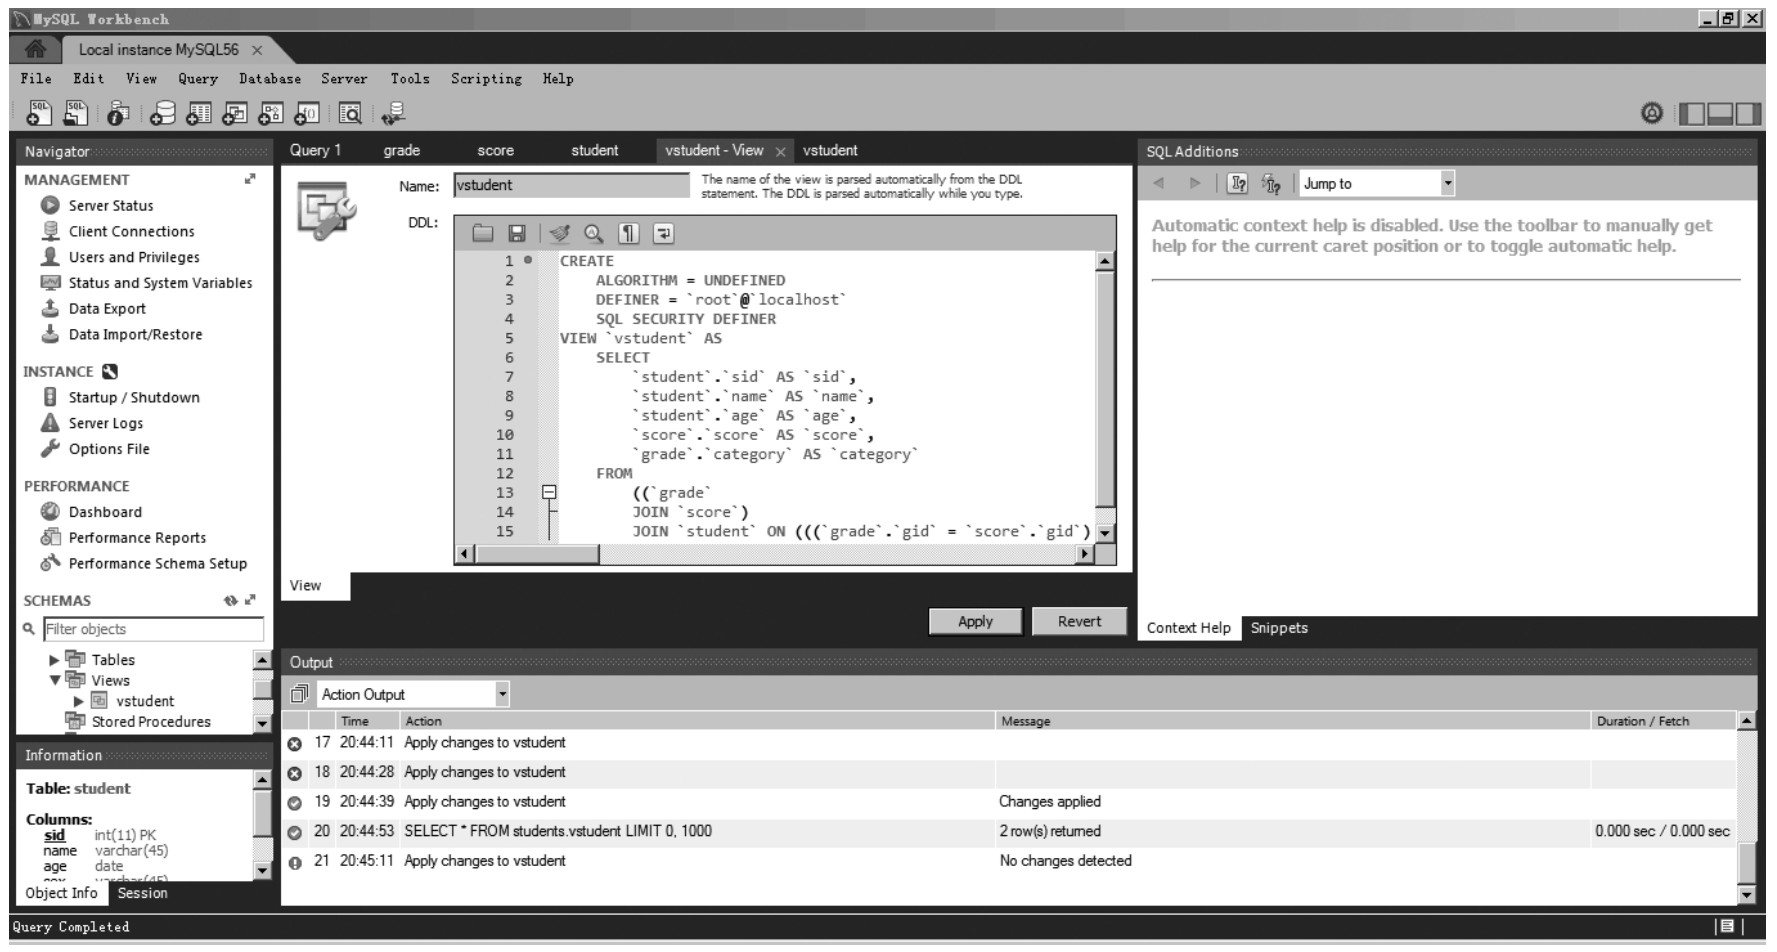 MySQL Workbench
Local instance MySQL56
File Edit View Query Database Server Tools Scripting Help
Navigator
MANAGEMENT
Server Status
Client Connections
Users and Privileges
Status and System Variables
Data Export
Data Import/Restore
INSTANCE
Startup / Shutdown
Server Logs
Options File
PERFORMANCE
Dashboard
Performance Reports
Performance Schema Setup
SCHEMAS
Filter objects
Tables
Views
vstudent
Stored Procedures
Information
Table: student
Columns:
sid int(11) PK
name varchar(45)
age date
Object Info Session
Query 1 grade score student vstudent - View vstudent
Name: vstudent
The name of the view is parsed automatically from the DDL
statement. The DDL is parsed automatically while you type.
DDL:
1 CREATE
2 ALGORITHM = UNDEFINED
3 DEFINER = `root`@`localhost`
4 SQL SECURITY DEFINER
5 VIEW `vstudent` AS
6 SELECT
7 `student`.`sid` AS `sid`,
8 `student`.`name` AS `name`,
9 `student`.`age` AS `age`,
10 `score`.`score` AS `score`,
11 `grade`.`category` AS `category`
12 FROM
13 ((`grade`
14 JOIN `score`)
15 JOIN `student` ON (((`grade`.`gid` = `score`.`gid`)
View
Apply Revert
SQL Additions
Jump to
Automatic context help is disabled. Use the toolbar to manually get
help for the current caret position or to toggle automatic help.
Context Help Snippets
Output
Action Output
Time Action Message Duration / Fetch
17 20:44:11 Apply changes to vstudent
18 20:44:28 Apply changes to vstudent
19 20:44:39 Apply changes to vstudent Changes applied
20 20:44:53 SELECT * FROM students.vstudent LIMIT 0, 1000 2 row(s) returned 0.000 sec / 0.000 sec
21 20:45:11 Apply changes to vstudent No changes detected
Query Completed